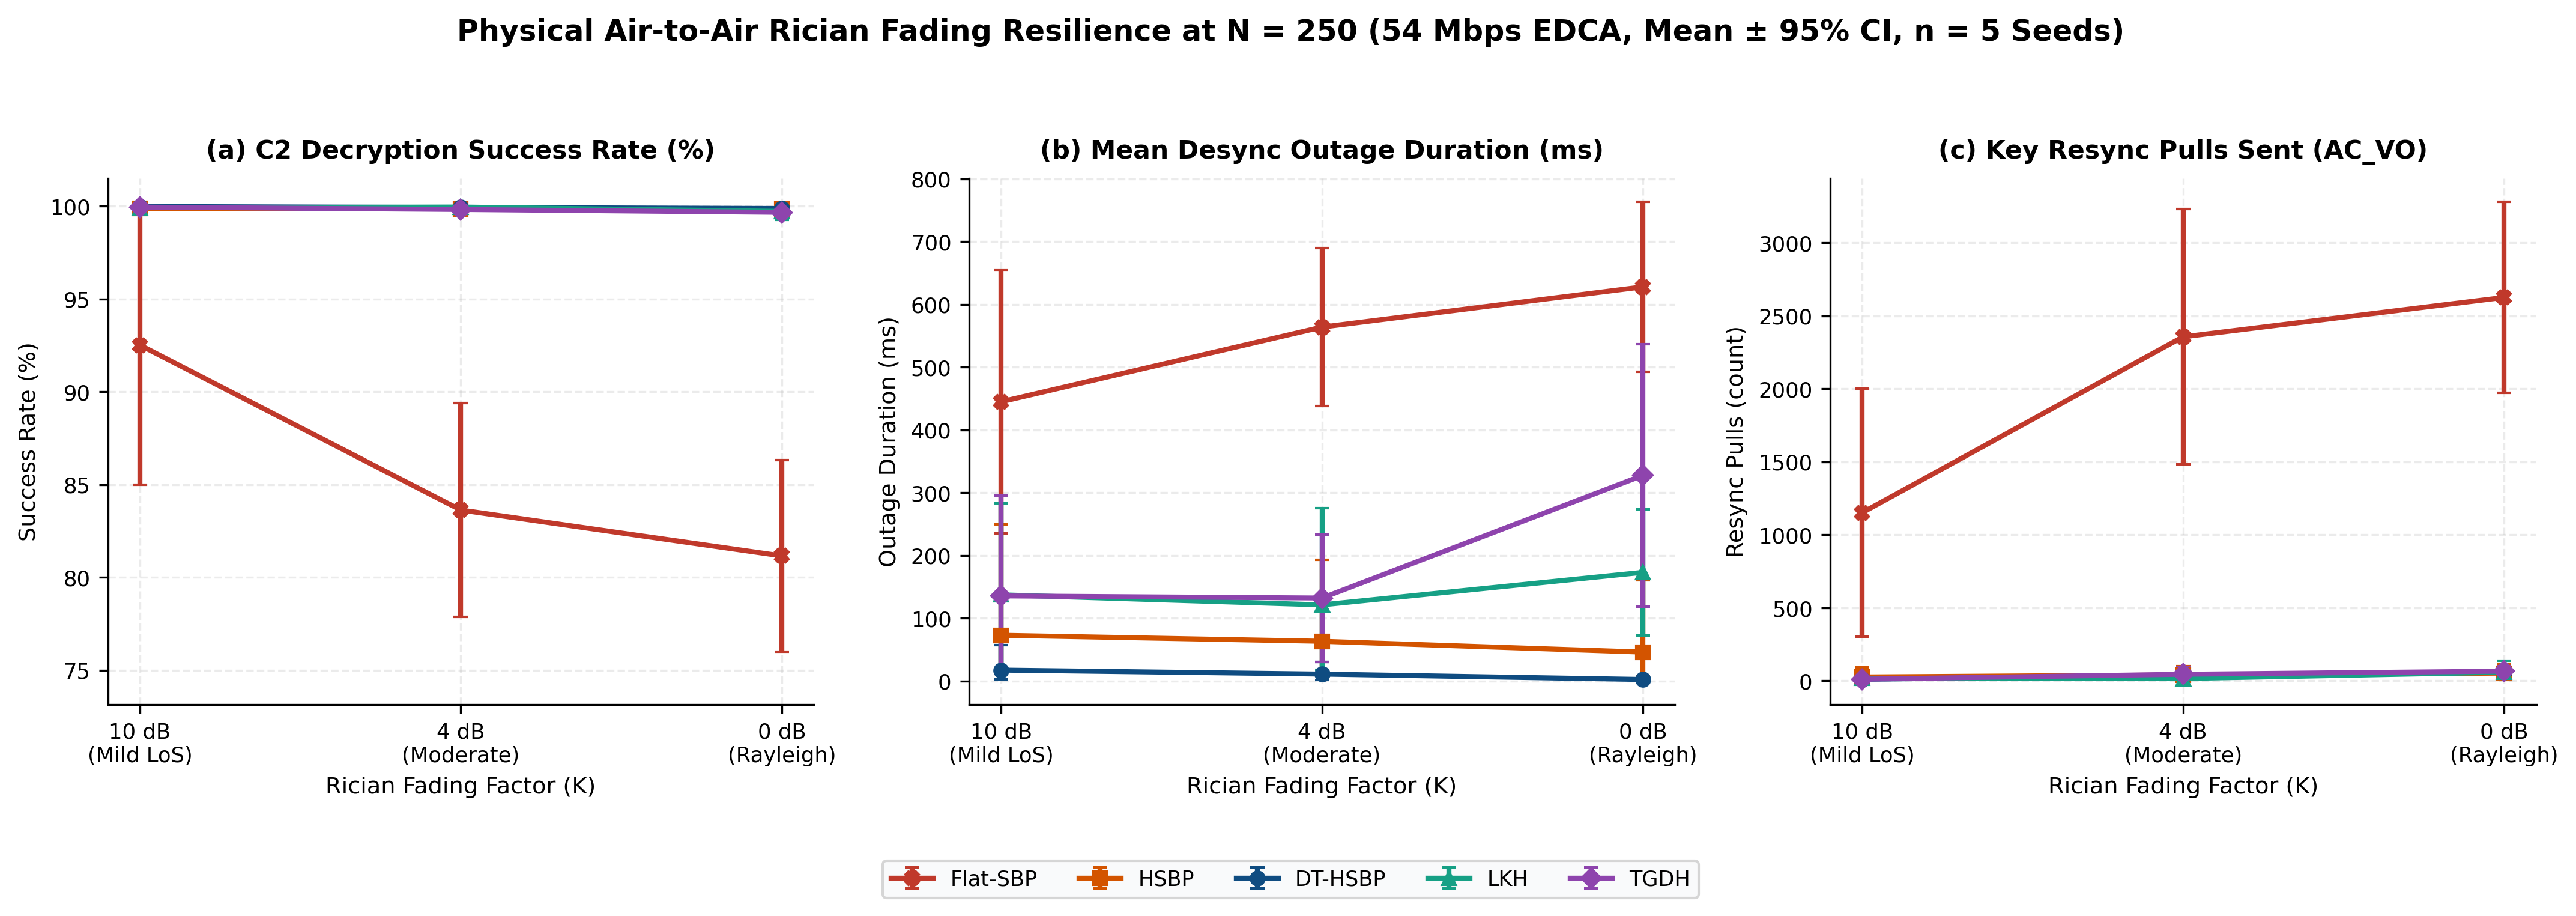 Physical Air-to-Air Rician Fading Resilience at N = 250 (54 Mbps EDCA, Mean ± 95% CI, n = 5 Seeds)
(a) C2 Decryption Success Rate (%)
Success Rate (%)
100
95
90
85
80
75
10 dB
(Mild LoS)
4 dB
(Moderate)
0 dB
(Rayleigh)
Rician Fading Factor (K)
(b) Mean Desync Outage Duration (ms)
Outage Duration (ms)
800
700
600
500
400
300
200
100
0
10 dB
(Mild LoS)
4 dB
(Moderate)
0 dB
(Rayleigh)
Rician Fading Factor (K)
(c) Key Resync Pulls Sent (AC_VO)
Resync Pulls (count)
3000
2500
2000
1500
1000
500
0
10 dB
(Mild LoS)
4 dB
(Moderate)
0 dB
(Rayleigh)
Rician Fading Factor (K)
Flat-SBP HSBP DT-HSBP LKH TGDH